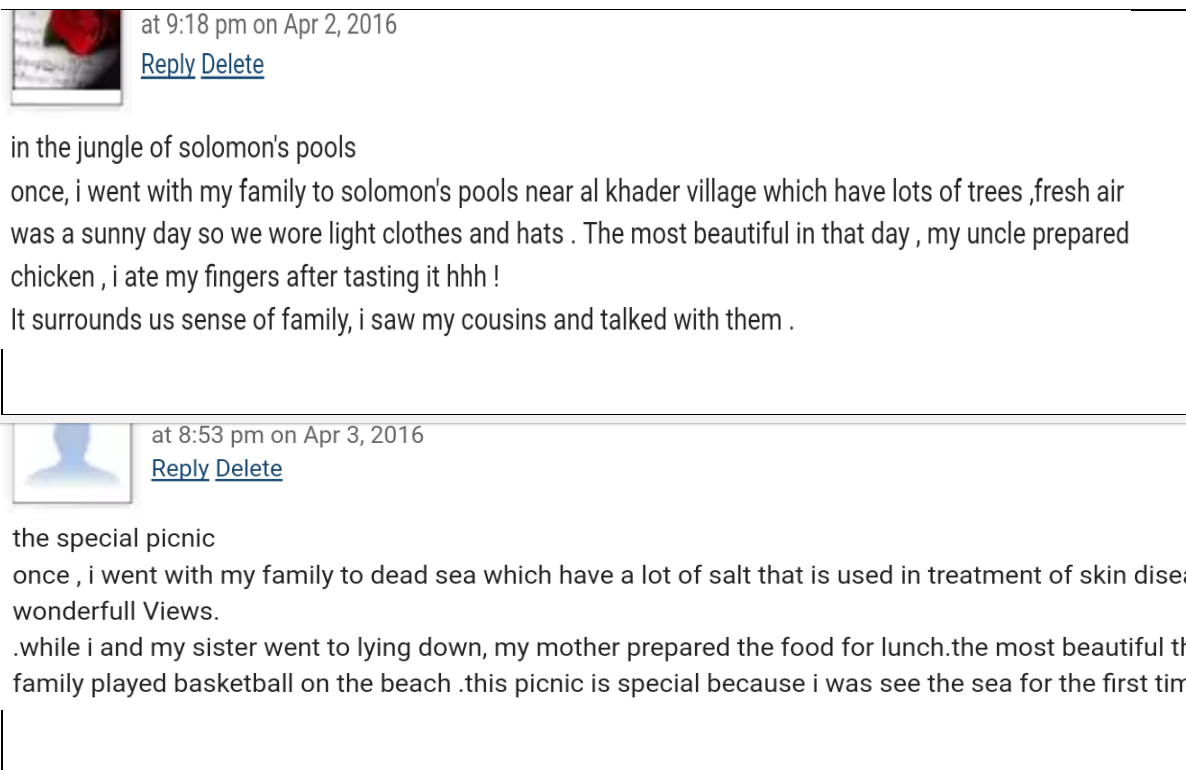 at 9:18 pm on Apr 2, 2016
Reply Delete
in the jungle of solomon's pools
once, i went with my family to solomon's pools near al khader village which have lots of trees ,fresh air
was a sunny day so we wore light clothes and hats . The most beautiful in that day , my uncle prepared
chicken , i ate my fingers after tasting it hhh !
It surrounds us sense of family, i saw my cousins and talked with them .
at 8:53 pm on Apr 3, 2016
Reply Delete
the special picnic
once , i went with my family to dead sea which have a lot of salt that is used in treatment of skin
wonderfull Views.
.while i and my sister went to lying down, my mother prepared the food for lunch.the most beautiful
family played basketball on the beach .this picnic is special because i was see the sea for the first